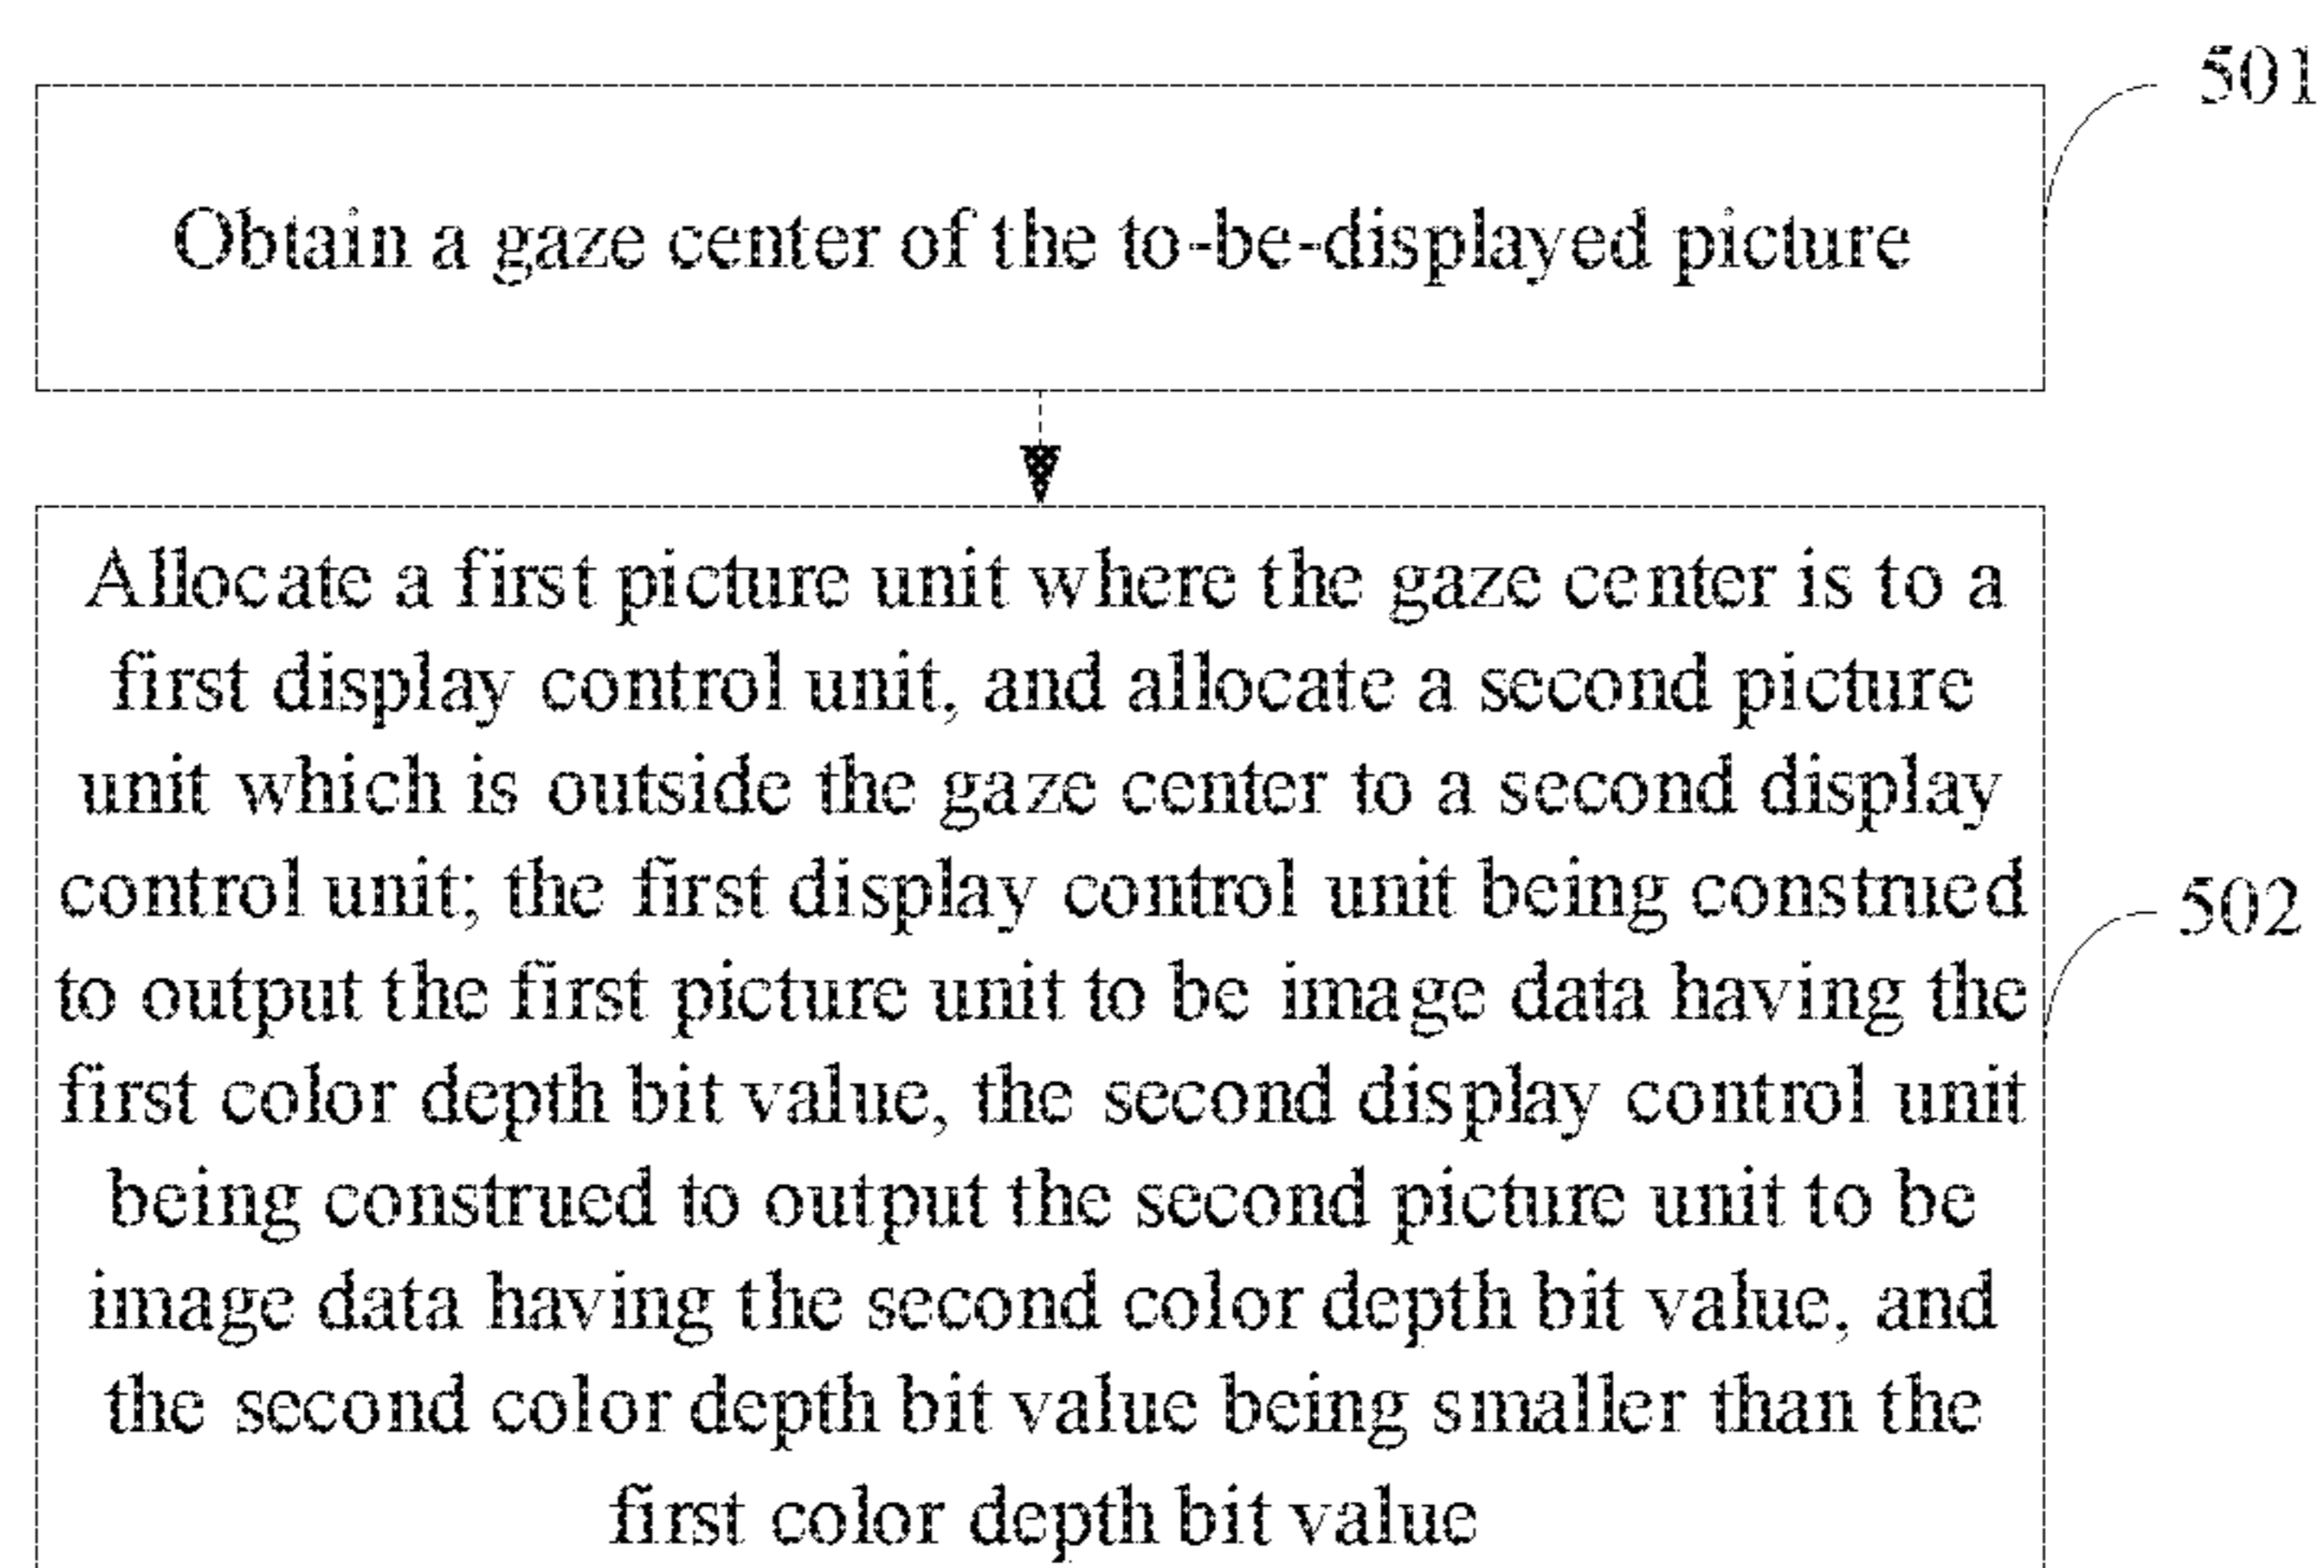 501
Obtain a gaze center of the to-be-displayed picture
Allocate a first picture unit where the gaze center is to a
first display control unit, and allocate a second picture
unit which is outside the gaze center to a second display
control unit; the first display control unit being construed
to output the first picture unit to be image data having the
first color depth bit value, the second display control unit
being construed to output the second picture unit to be
image data having the second color depth bit value, and
the second color depth bit value being smaller than the
first color depth bit value
502